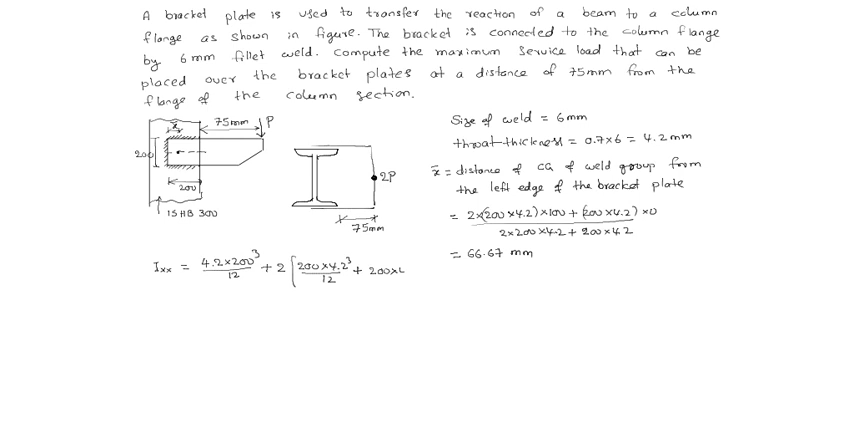 A bracket plate is used to transfer the reaction of a beam to a column
flange as shown in figure. The bracket is connected to the column flange
by 6mm fillet weld. compute the maximum service load that can be
placed over the bracket plates at a distance of 75mm from the
flange of the column section.
x̄
75mm
P
200
200
ISHB 300
2P
75mm
Size of weld = 6mm
throat-thickness = 0.7×6 = 4.2mm
x̄ = distance of CG of weld group from
the left edge of the bracket plate
= 2×(200×4.2)×100 + (200×4.2)×0 / 2×200×4.2 + 200×4.2
= 66.67 mm
Ixx = 4.2×200³/12 + 2[200×4.2³/12 + 200×4